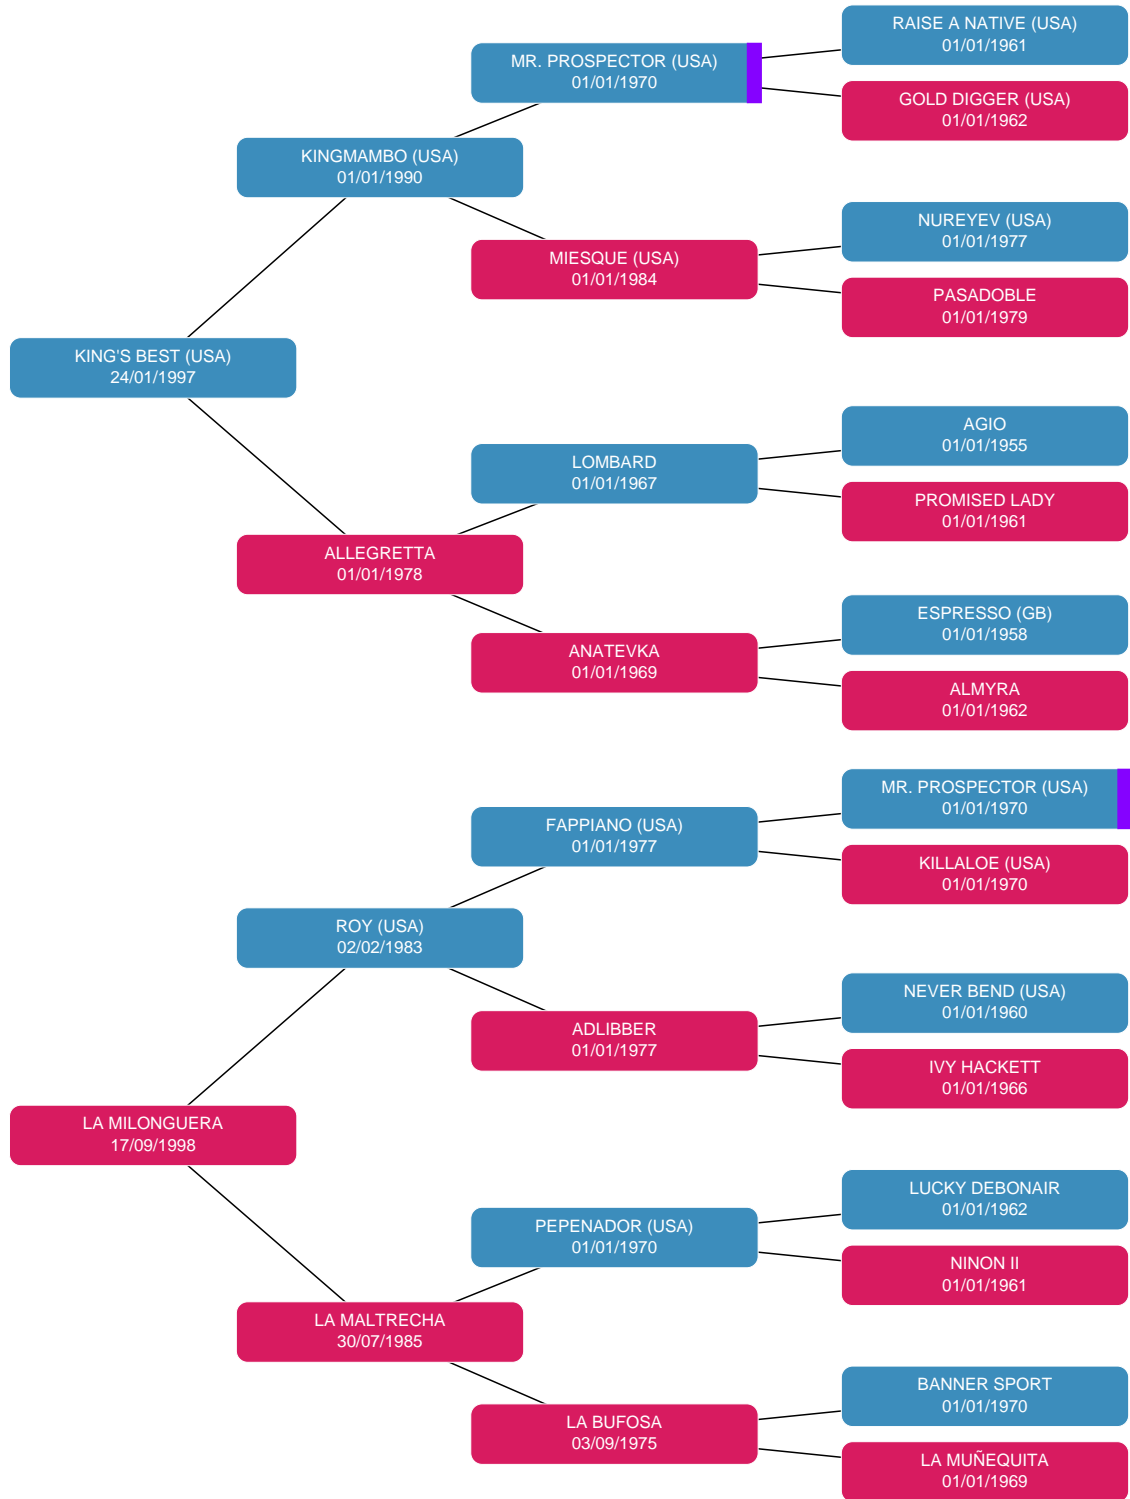 RAISE A NATIVE (USA)
01/01/1961
MR. PROSPECTOR (USA)
01/01/1970
GOLD DIGGER (USA)
01/01/1962
KINGMAMBO (USA)
01/01/1990
NUREYEV (USA)
01/01/1977
MIESQUE (USA)
01/01/1984
PASADOBLE
01/01/1979
KING'S BEST (USA)
24/01/1997
AGIO
01/01/1955
LOMBARD
01/01/1967
PROMISED LADY
01/01/1961
ALLEGRETTA
01/01/1978
ESPRESSO (GB)
01/01/1958
ANATEVKA
01/01/1969
ALMYRA
01/01/1962
MR. PROSPECTOR (USA)
01/01/1970
FAPPIANO (USA)
01/01/1977
KILLALOE (USA)
01/01/1970
ROY (USA)
02/02/1983
NEVER BEND (USA)
01/01/1960
ADLIBBER
01/01/1977
IVY HACKETT
01/01/1966
LA MILONGUERA
17/09/1998
LUCKY DEBONAIR
01/01/1962
PEPENADOR (USA)
01/01/1970
NINON II
01/01/1961
LA MALTRECHA
30/07/1985
BANNER SPORT
01/01/1970
LA BUFOSA
03/09/1975
LA MUÑEQUITA
01/01/1969